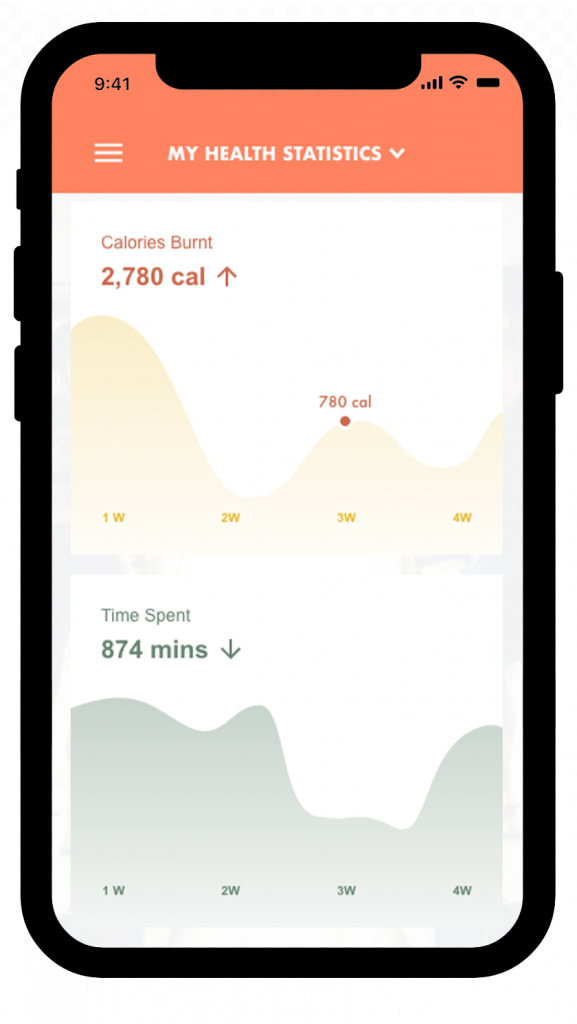 9:41
MY HEALTH STATISTICS
Calories Burnt
2,780 cal ↑
780 cal
1 W 2W 3W 4W
Time Spent
874 mins ↓
1 W 2W 3W 4W